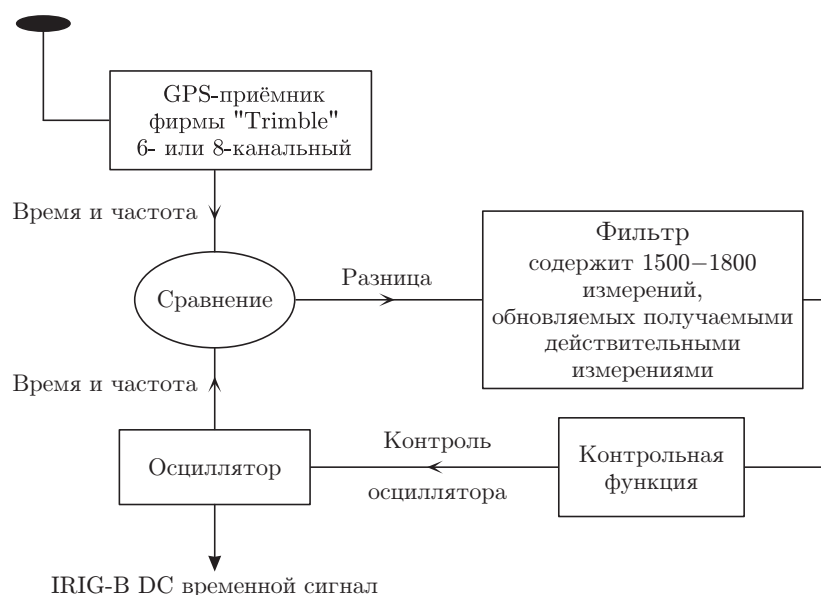 GPS-приёмник
фирмы "Trimble"
6- или 8-канальный
Время и частота
Сравнение
Разница
Фильтр
содержит 1500−1800
измерений,
обновляемых получаемыми
действительными
измерениями
Время и частота
Осциллятор
Контроль
осциллятора
Контрольная
функция
IRIG-B DC временной сигнал